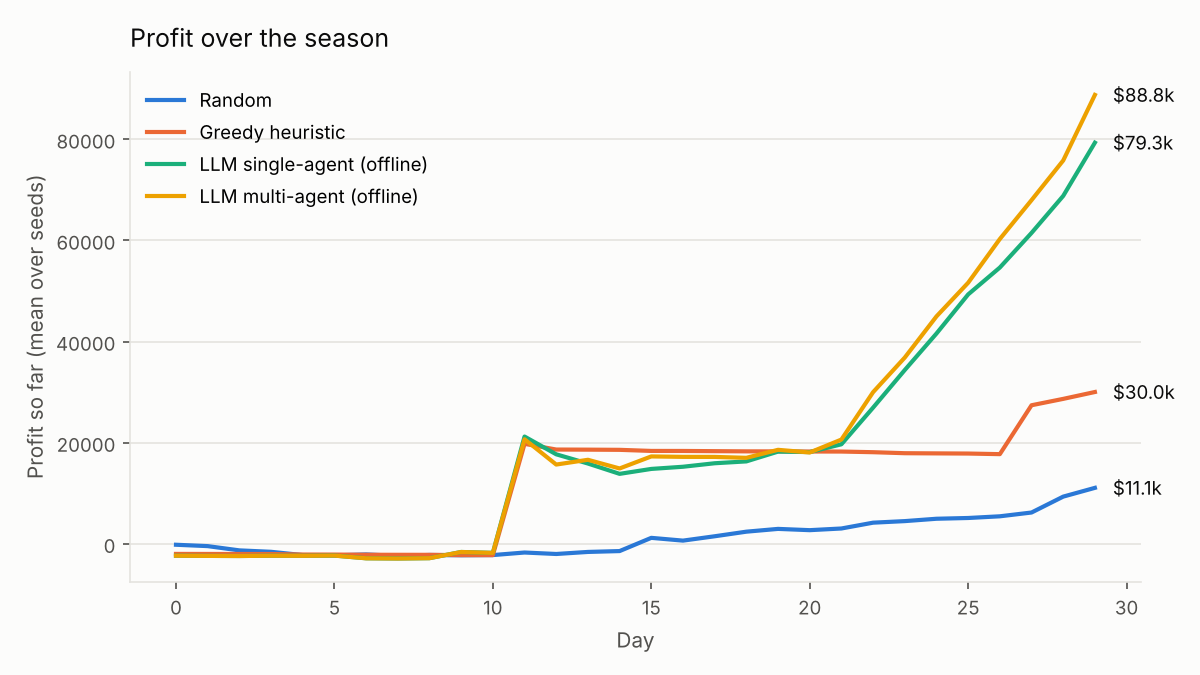 Profit over the season
Random
Greedy heuristic
LLM single-agent (offline)
LLM multi-agent (offline)
$88.8k
$79.3k
$30.0k
$11.1k
Profit so far (mean over seeds)
80000
60000
40000
20000
0
0 5 10 15 20 25 30
Day